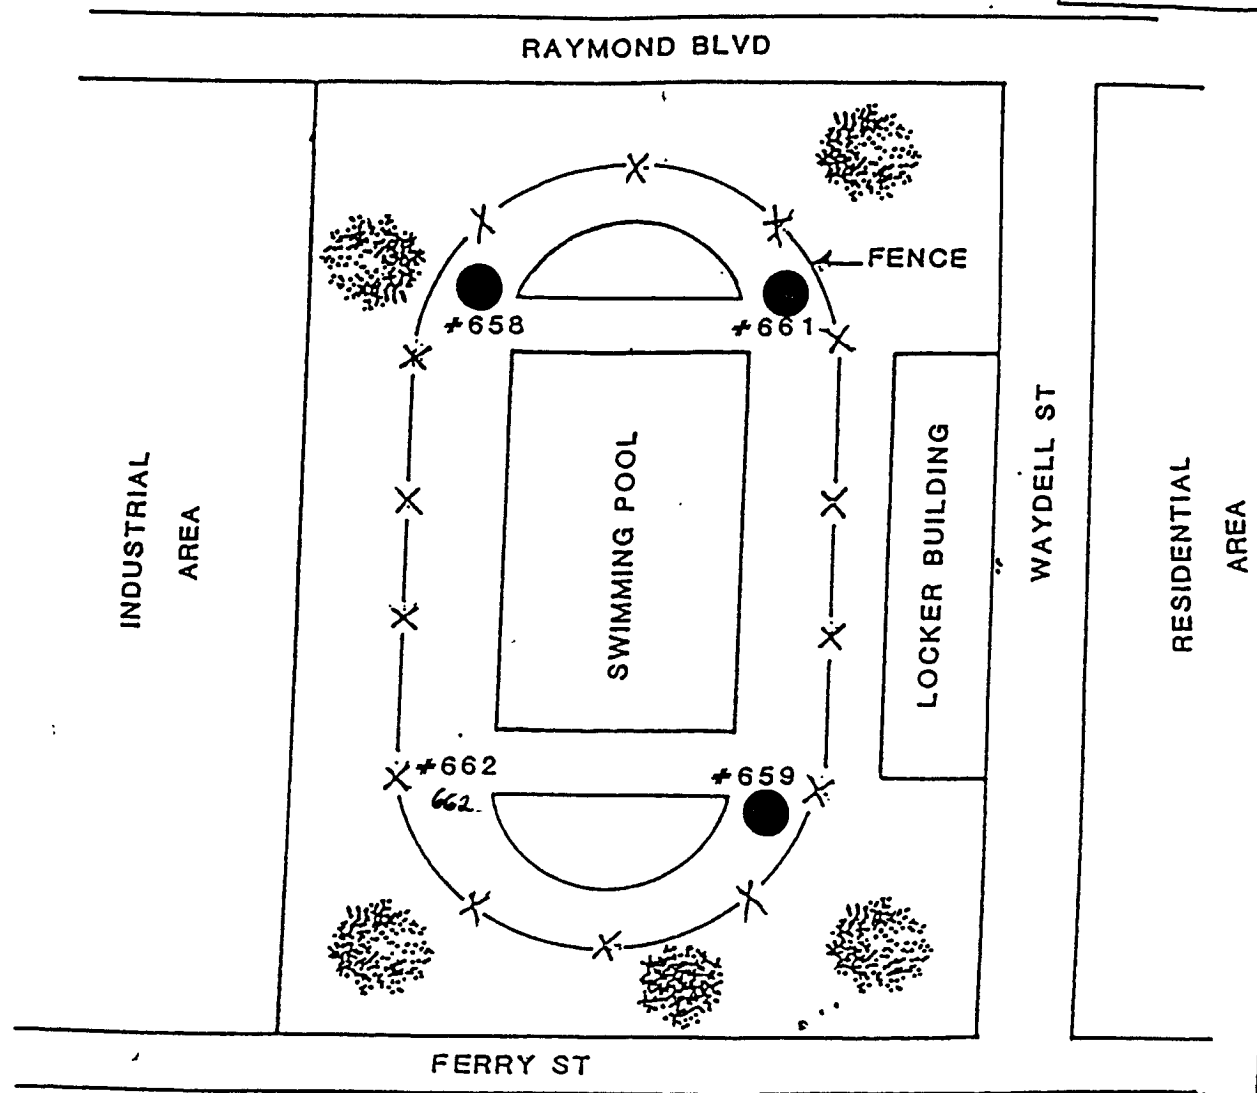 RAYMOND BLVD
FENCE
+658
+661
INDUSTRIAL
AREA
SWIMMING POOL
LOCKER BUILDING
WAYDELL ST
RESIDENTIAL
AREA
+662
662
+659
FERRY ST